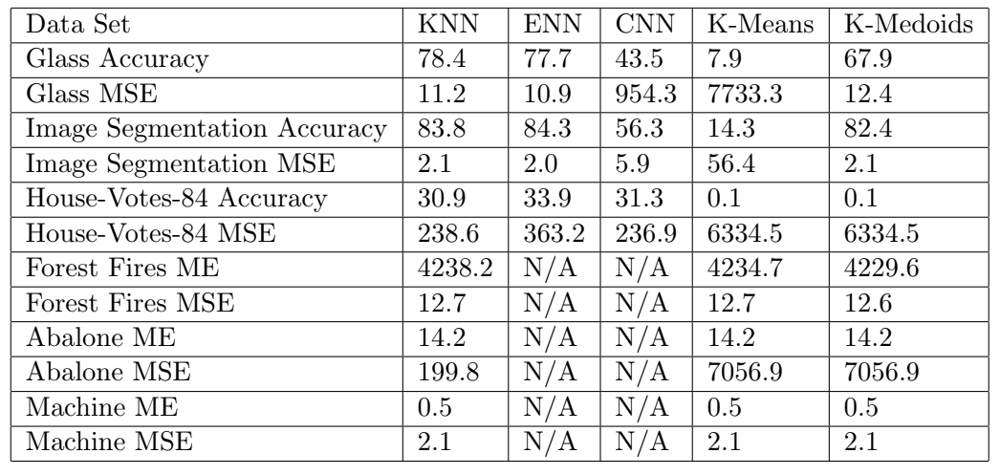 Data Set KNN ENN CNN K-Means K-Medoids
Glass Accuracy 78.4 77.7 43.5 7.9 67.9
Glass MSE 11.2 10.9 954.3 7733.3 12.4
Image Segmentation Accuracy 83.8 84.3 56.3 14.3 82.4
Image Segmentation MSE 2.1 2.0 5.9 56.4 2.1
House-Votes-84 Accuracy 30.9 33.9 31.3 0.1 0.1
House-Votes-84 MSE 238.6 363.2 236.9 6334.5 6334.5
Forest Fires ME 4238.2 N/A N/A 4234.7 4229.6
Forest Fires MSE 12.7 N/A N/A 12.7 12.6
Abalone ME 14.2 N/A N/A 14.2 14.2
Abalone MSE 199.8 N/A N/A 7056.9 7056.9
Machine ME 0.5 N/A N/A 0.5 0.5
Machine MSE 2.1 N/A N/A 2.1 2.1